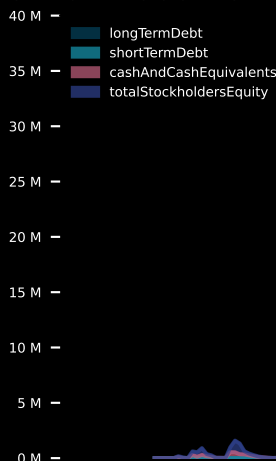 40 M
longTermDebt
shortTermDebt
35 M
cashAndCashEquivalents
totalStockholdersEquity
30 M
25 M
20 M
15 M
10 M
5 M
0 M